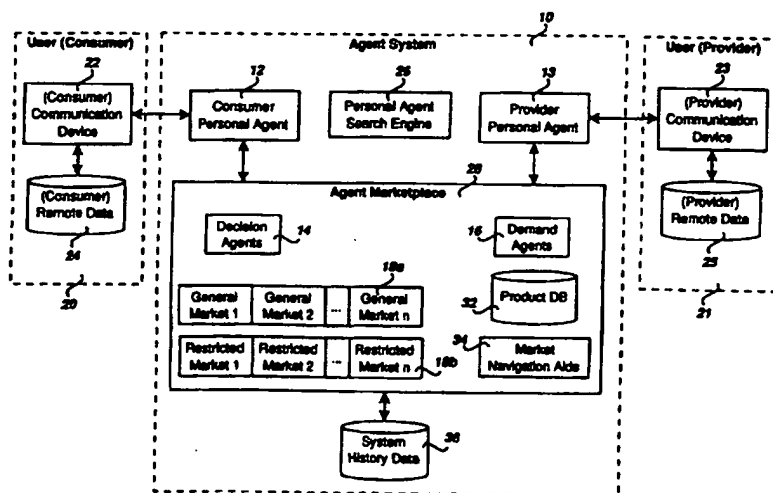 10
User (Consumer)
Agent System
User (Provider)
22
12
26
13
23
(Consumer)
Communication
Device
Consumer
Personal Agent
Personal Agent
Search Engine
Provider
Personal Agent
(Provider)
Communication
Device
28
Agent Marketplace
(Consumer)
Remote Data
24
20
Decision
Agents
14
16
Demand
Agents
(Provider)
Remote Data
25
21
18a
General
Market 1
General
Market 2
...
General
Market n
32
Product DB
Restricted
Market 1
Restricted
Market 2
...
Restricted
Market n
18b
34
Market
Navigation Aids
System
History Data
36